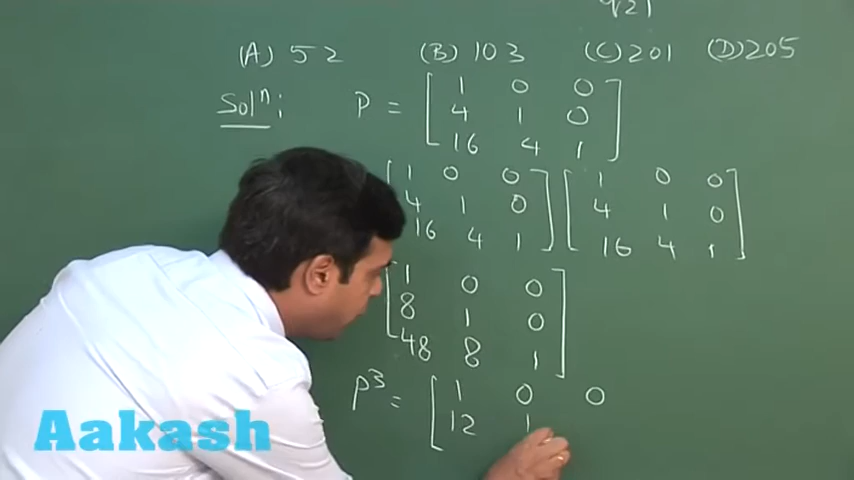 q21
(A) 52 (B) 103 (C) 201 (D) 205
Solⁿ: P = [ 1 0 0
4 1 0
16 4 1 ]
[ 1 0 0 ] [ 1 0 0 ]
4 1 0 4 1 0
16 4 1 16 4 1
[ 1 0 0 ]
8 1 0
48 8 1
P³ = [ 1 0 0
12 1
Aakash